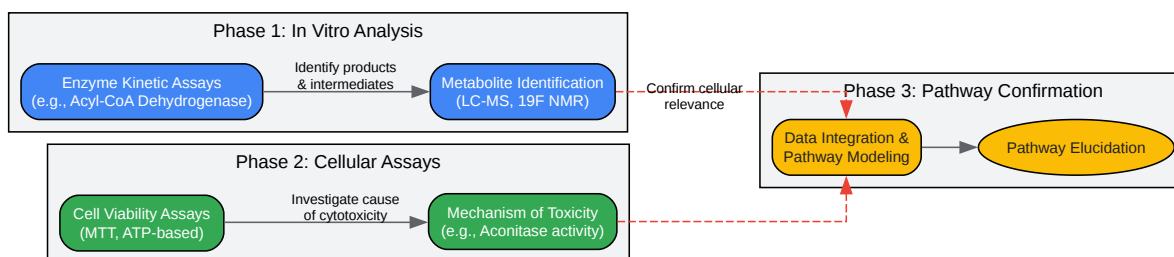 Phase 1: In Vitro Analysis
Enzyme Kinetic Assays
(e.g., Acyl-CoA Dehydrogenase)
Identify products
& intermediates
Metabolite Identification
(LC-MS, 19F NMR)
Confirm cellular
relevance
Phase 2: Cellular Assays
Cell Viability Assays
(MTT, ATP-based)
Investigate cause
of cytotoxicity
Mechanism of Toxicity
(e.g., Aconitase activity)
Phase 3: Pathway Confirmation
Data Integration &
Pathway Modeling
Pathway Elucidation